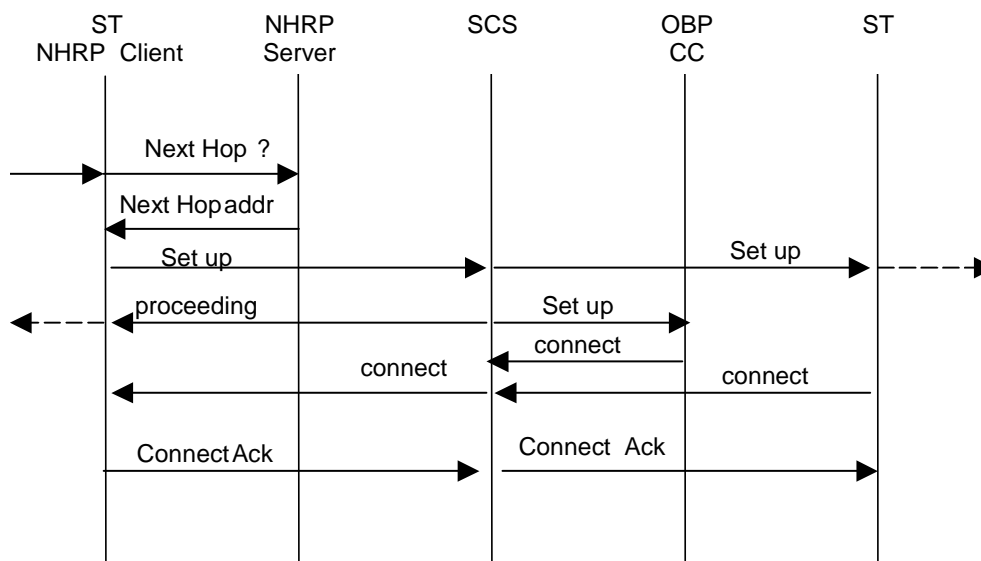 ST NHRP SCS OBP ST
NHRP Client Server CC
Next Hop ?
Next Hop addr
Set up Set up
proceeding Set up
connect
connect connect
Connect Ack Connect Ack